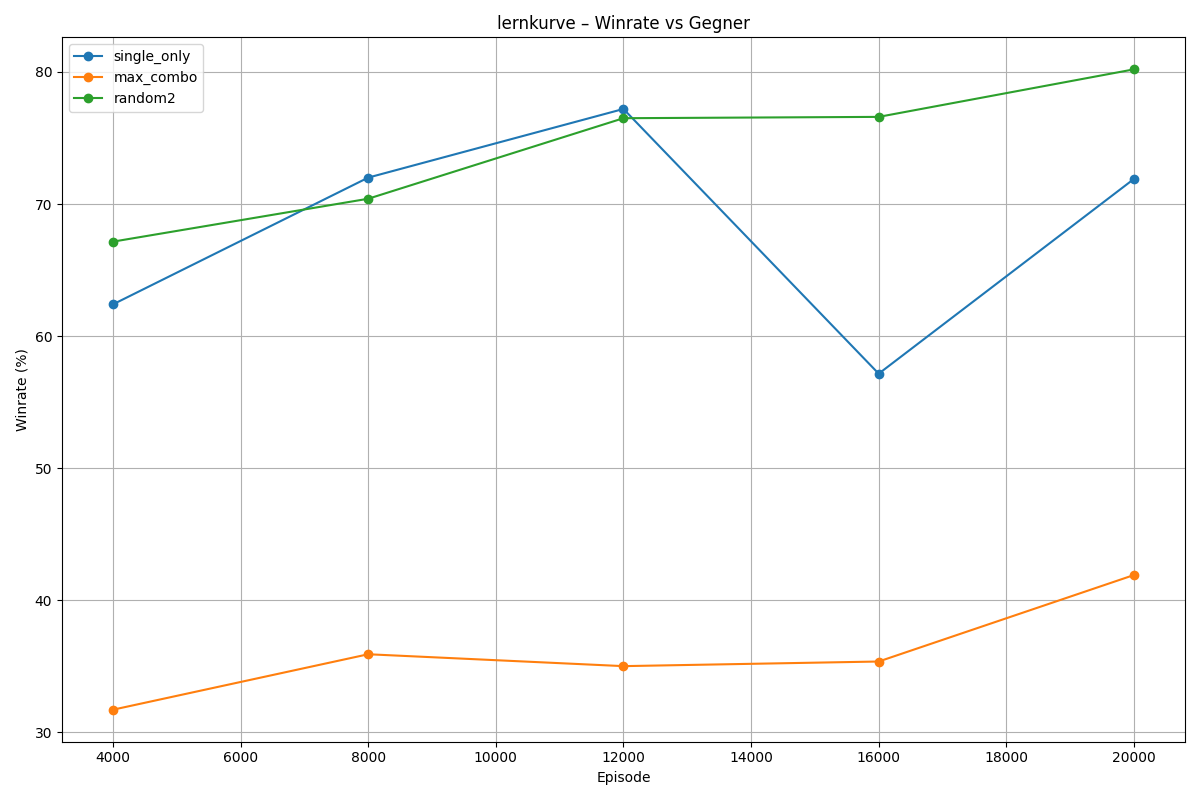 lernkurve – Winrate vs Gegner
single_only
max_combo
random2
Winrate (%)
80
70
60
50
40
30
4000 6000 8000 10000 12000 14000 16000 18000 20000
Episode